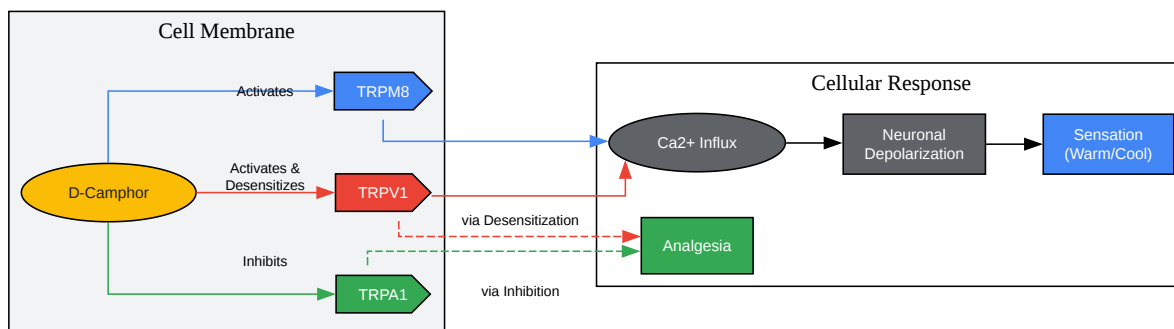 Cell Membrane
Activates
TRPM8
Activates &
Desensitizes
D-Camphor
TRPV1
Inhibits
TRPA1
via Desensitization
via Inhibition
Cellular Response
Ca2+ Influx
Neuronal
Depolarization
Sensation
(Warm/Cool)
Analgesia